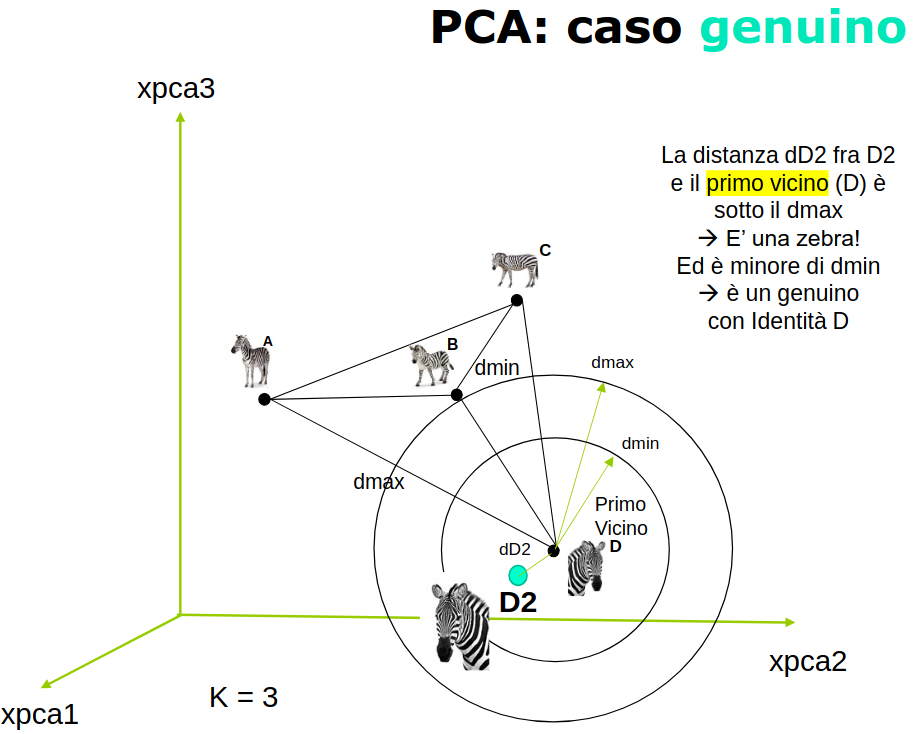 PCA: caso genuino
xpca3
La distanza dD2 fra D2
e il primo vicino (D) è
sotto il dmax
→ E’ una zebra!
Ed è minore di dmin
→ è un genuino
con Identità D
C
A
B
dmin
dmax
dmin
dmax
Primo
Vicino
dD2
D
D2
xpca2
K = 3
xpca1